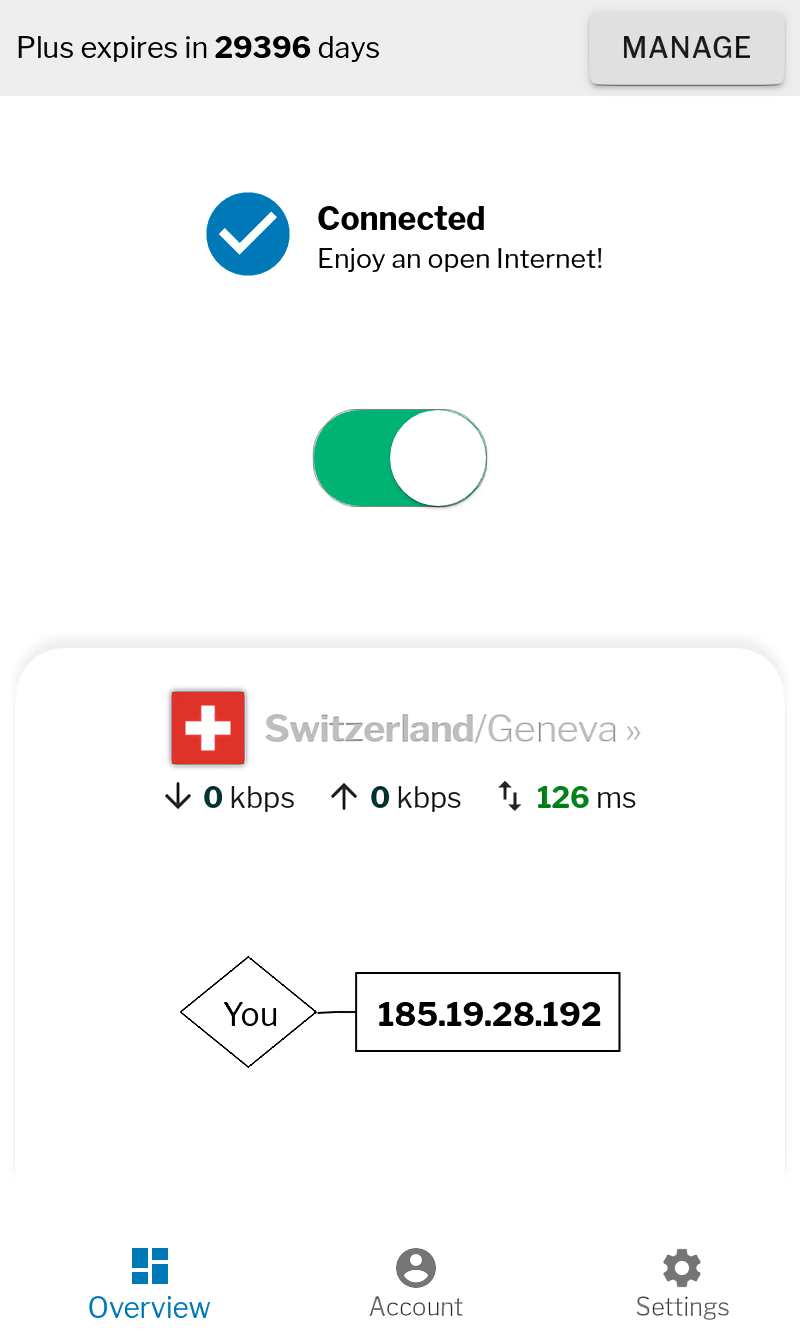 Plus expires in 29396 days
MANAGE
Connected
Enjoy an open Internet!
Switzerland/Geneva »
0 kbps 0 kbps 126 ms
You 185.19.28.192
Overview Account Settings